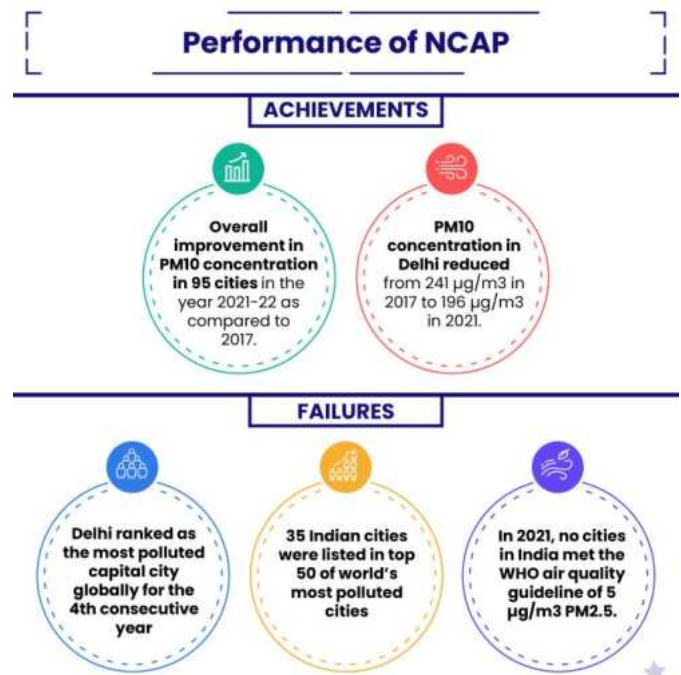 Performance of NCAP
ACHIEVEMENTS
Overall
improvement in
PM10 concentration
in 95 cities in the
year 2021-22 as
compared to
2017.
PM10
concentration in
Delhi reduced
from 241 µg/m3 in
2017 to 196 µg/m3
in 2021.
FAILURES
Delhi ranked as
the most polluted
capital city
globally for the
4th consecutive
year
35 Indian cities
were listed in top
50 of world's
most polluted
cities
In 2021, no cities
in India met the
WHO air quality
guideline of 5
µg/m3 PM2.5.